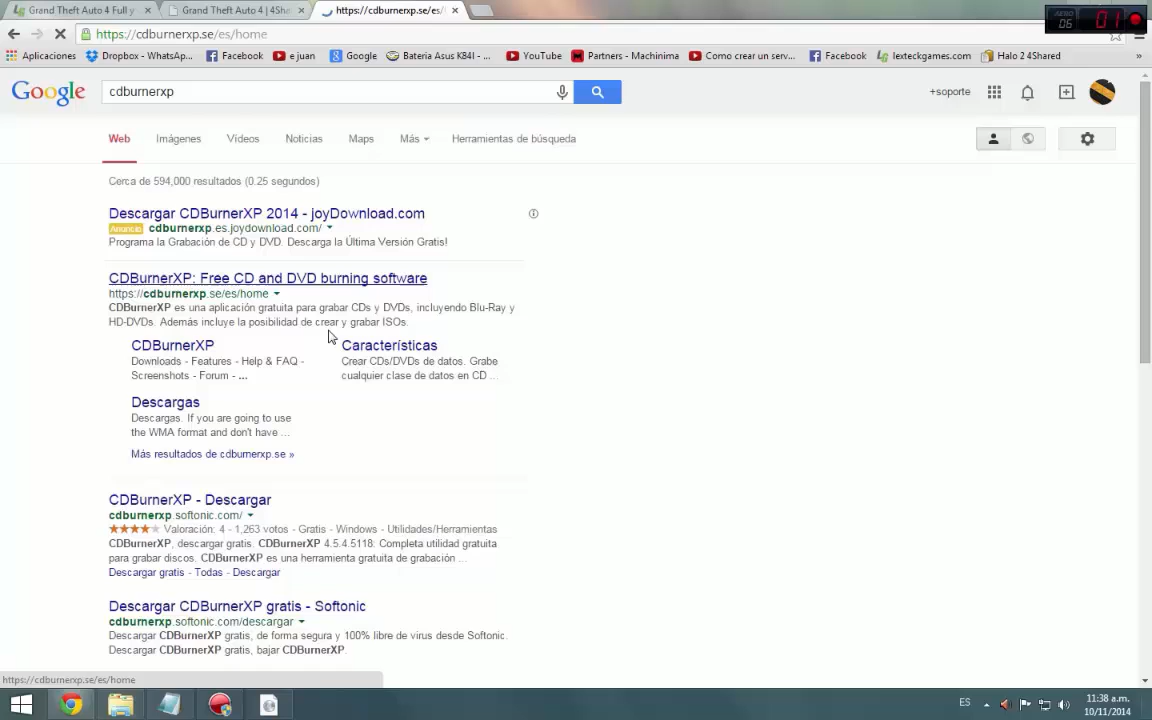 Grand Theft Auto 4 Full y
Grand Theft Auto 4 | 4Sha
https://cdburnerxp.se/es/
https://cdburnerxp.se/es/home
Aplicaciones
Dropbox - WhatsAp...
Facebook
e juan
Google
Bateria Asus K84l - ...
YouTube
Partners - Machinima
Como crear un serv...
Facebook
lexteckgames.com
Halo 2 4Shared
»
06
01
Google
cdburnerxp
+soporte
Web
Imágenes
Vídeos
Noticias
Maps
Más
Herramientas de búsqueda
Cerca de 594,000 resultados (0.25 segundos)
Descargar CDBurnerXP 2014 - joyDownload.com
Anuncio cdburnerxp.es.joydownload.com/
Programa la Grabación de CD y DVD. Descarga la Última Versión Gratis!
CDBurnerXP: Free CD and DVD burning software
https://cdburnerxp.se/es/home
CDBurnerXP es una aplicación gratuita para grabar CDs y DVDs, incluyendo Blu-Ray y
HD-DVDs. Además incluye la posibilidad de crear y grabar ISOs.
CDBurnerXP
Downloads - Features - Help & FAQ -
Screenshots - Forum - ...
Características
Crear CDs/DVDs de datos. Grabe
cualquier clase de datos en CD ...
Descargas
Descargas. If you are going to use
the WMA format and don't have ...
Más resultados de cdburnerxp.se »
CDBurnerXP - Descargar
cdburnerxp.softonic.com/
Valoración: 4 - 1,263 votos - Gratis - Windows - Utilidades/Herramientas
CDBurnerXP, descargar gratis. CDBurnerXP 4.5.4.5118: Completa utilidad gratuita
para grabar discos. CDBurnerXP es una herramienta gratuita de grabación ...
Descargar gratis - Todas - Descargar
Descargar CDBurnerXP gratis - Softonic
cdburnerxp.softonic.com/descargar
Descargar CDBurnerXP gratis, de forma segura y 100% libre de virus desde Softonic.
Descargar CDBurnerXP gratis, bajar CDBurnerXP.
https://cdburnerxp.se/es/home
ES
11:38 a.m.
10/11/2014